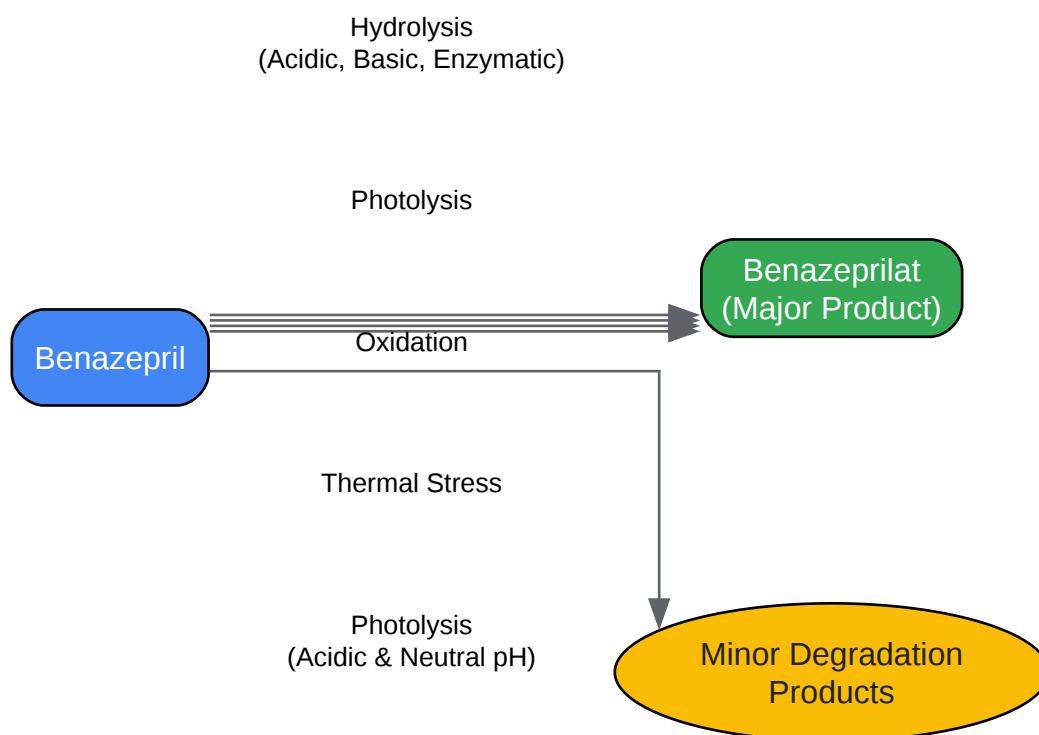 Hydrolysis
(Acidic, Basic, Enzymatic)
Photolysis
Benazeprilat
(Major Product)
Oxidation
Benazepril
Thermal Stress
Photolysis
(Acidic & Neutral pH)
Minor Degradation
Products